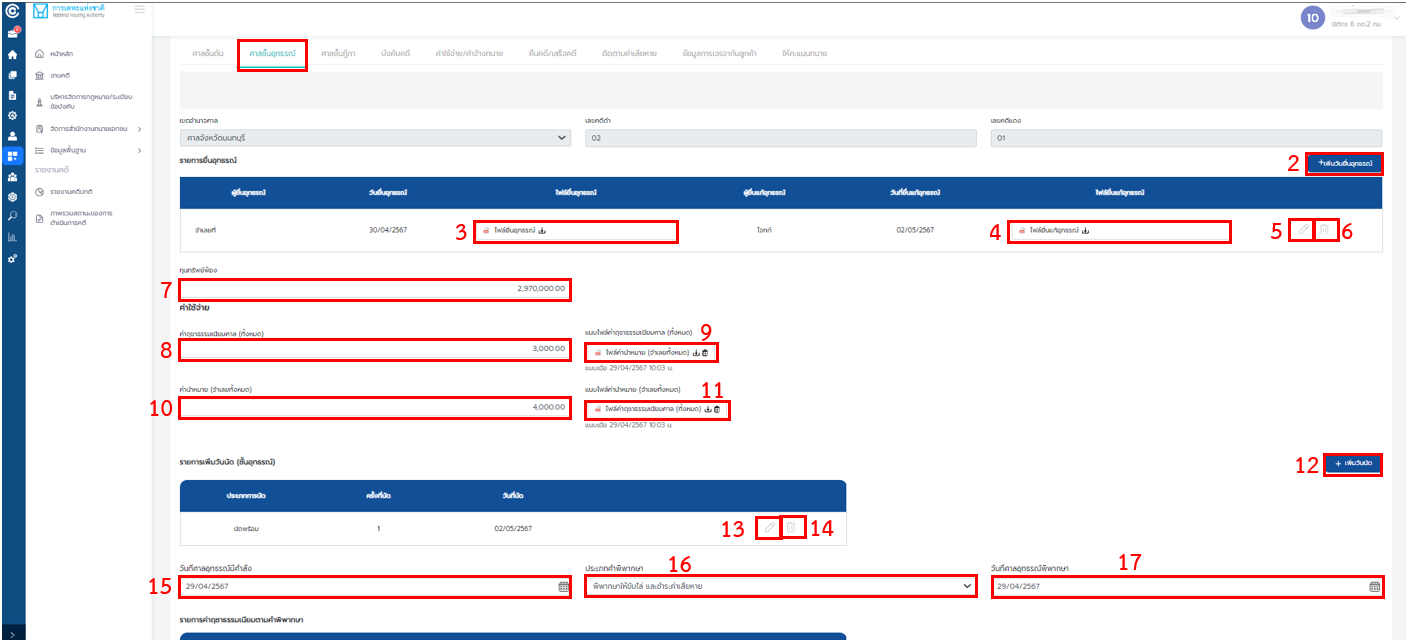 การเคหะแห่งชาติ
National Housing Authority
10
นิติกร 6 กอ.2 กน.
หน้าหลัก
งานคดี
บริหารจัดการกฎหมาย/ระเบียบ
ข้อบังคับ
จัดการสำนักงานทนายเอกชน
ข้อมูลพื้นฐาน
รายงานคดี
รายงานคดีปกติ
ภาพรวมสถานะของการ
ดำเนินการคดี
ศาลชั้นต้น ศาลชั้นอุทธรณ์ ศาลชั้นฎีกา บังคับคดี ค่าใช้จ่าย/ค่าจ้างทนาย คืนคดี/เสร็จคดี ติดตามค่าเสียหาย ข้อมูลการเจรจากับลูกค้า ให้คะแนนทนาย
เขตอำนาจศาล เลขคดีดำ เลขคดีแดง
ศาลจังหวัดนนทบุรี 02 01
รายการยื่นอุทธรณ์
2 +เพิ่มวันยื่นอุทธรณ์
ผู้ยื่นอุทธรณ์ วันยื่นอุทธรณ์ ไฟล์ยื่นอุทธรณ์ ผู้ยื่นแก้อุทธรณ์ วันที่ยื่นแก้อุทธรณ์ ไฟล์ยื่นแก้อุทธรณ์
จำเลยที่ 30/04/2567 3 ไฟล์ยื่นอุทธรณ์ โจทก์ 02/05/2567 4 ไฟล์ยื่นแก้อุทธรณ์ 5 6
ทุนทรัพย์ฟ้อง
7 2,970,000.00
ค่าใช้จ่าย
ค่าฤชาธรรมเนียมศาล (ทั้งหมด) แนบไฟล์ค่าฤชาธรรมเนียมศาล (ทั้งหมด) 9
8 3,000.00 ไฟล์ค่านำหมาย (จำเลยทั้งหมด)
แนบเมื่อ 29/04/2567 10:03 น.
ค่านำหมาย (จำเลยทั้งหมด) แนบไฟล์ค่านำหมาย (จำเลยทั้งหมด) 11
10 4,000.00 ไฟล์ค่าฤชาธรรมเนียมศาล (ทั้งหมด)
แนบเมื่อ 29/04/2567 10:03 น.
รายการเพิ่มวันนัด (ชั้นอุทธรณ์) 12 + เพิ่มวันนัด
ประเภทการนัด ครั้งที่นัด วันที่นัด
นัดพร้อม 1 02/05/2567 13 14
วันที่ศาลอุทธรณ์มีคำสั่ง ประเภทคำพิพากษา 16 วันที่ศาลอุทธรณ์พิพากษา 17
15 29/04/2567 พิพากษาให้ขับไล่ และชำระค่าเสียหาย 29/04/2567
รายการค่าฤชาธรรมเนียมตามคำพิพากษา